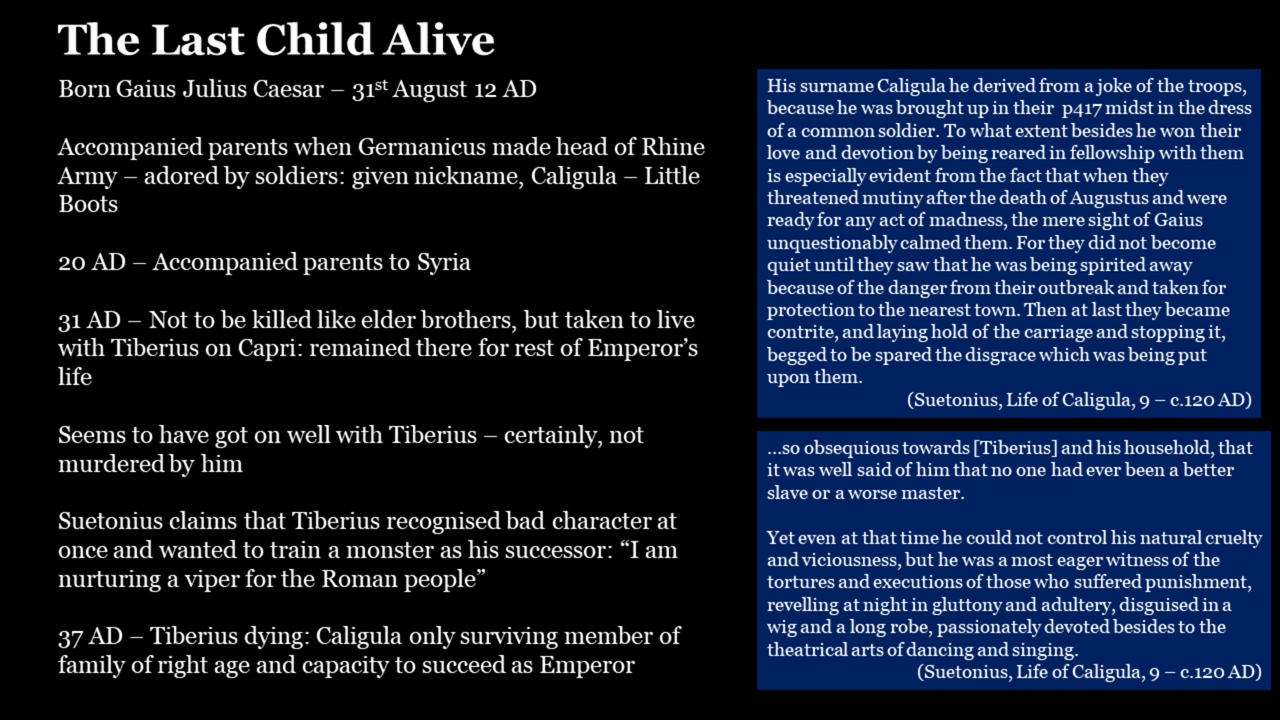 The Last Child Alive
Born Gaius Julius Caesar – 31st August 12 AD
Accompanied parents when Germanicus made head of Rhine
Army – adored by soldiers: given nickname, Caligula – Little
Boots
20 AD – Accompanied parents to Syria
31 AD – Not to be killed like elder brothers, but taken to live
with Tiberius on Capri: remained there for rest of Emperor's
life
Seems to have got on well with Tiberius – certainly, not
murdered by him
Suetonius claims that Tiberius recognised bad character at
once and wanted to train a monster as his successor: “I am
nurturing a viper for the Roman people”
37 AD – Tiberius dying: Caligula only surviving member of
family of right age and capacity to succeed as Emperor
His surname Caligula he derived from a joke of the troops,
because he was brought up in their p417 midst in the dress
of a common soldier. To what extent besides he won their
love and devotion by being reared in fellowship with them
is especially evident from the fact that when they
threatened mutiny after the death of Augustus and were
ready for any act of madness, the mere sight of Gaius
unquestionably calmed them. For they did not become
quiet until they saw that he was being spirited away
because of the danger from their outbreak and taken for
protection to the nearest town. Then at last they became
contrite, and laying hold of the carriage and stopping it,
begged to be spared the disgrace which was being put
upon them.
(Suetonius, Life of Caligula, 9 – c.120 AD)
...so obsequious towards [Tiberius] and his household, that
it was well said of him that no one had ever been a better
slave or a worse master.
Yet even at that time he could not control his natural cruelty
and viciousness, but he was a most eager witness of the
tortures and executions of those who suffered punishment,
revelling at night in gluttony and adultery, disguised in a
wig and a long robe, passionately devoted besides to the
theatrical arts of dancing and singing.
(Suetonius, Life of Caligula, 9 – c.120 AD)